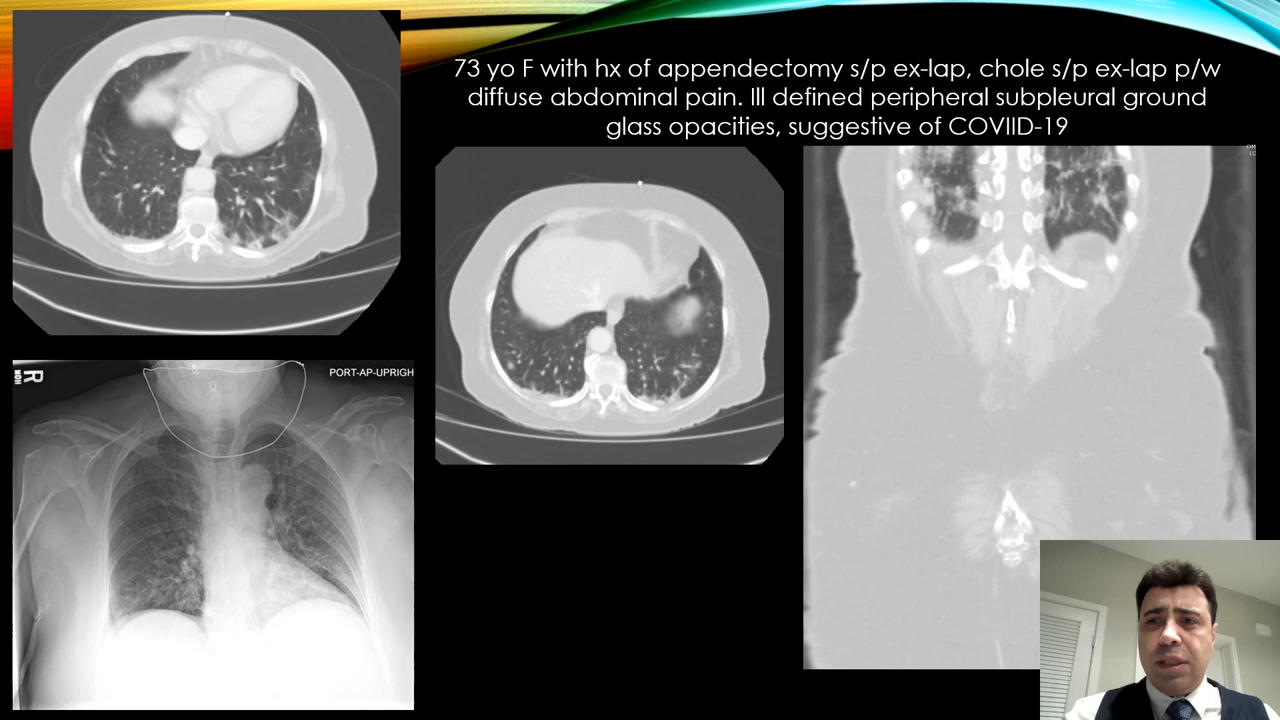 73 yo F with hx of appendectomy s/p ex-lap, chole s/p ex-lap p/w
diffuse abdominal pain. Ill defined peripheral subpleural ground
glass opacities, suggestive of COVIID-19
R
MOH
PORT-AP-UPRIGH